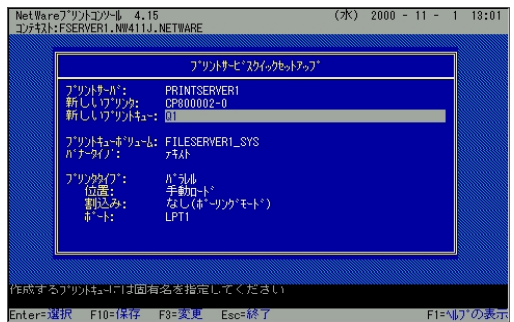 NetWareﾌﾟﾘﾝﾄｺﾝｿｰﾙ 4.15 (水) 2000 - 11 - 1 13:01
ｺﾝﾃｷｽﾄ:FSERVER1.NW411J.NETWARE
ﾌﾟﾘﾝﾄｻｰﾋﾞｽｸｲｯｸｾｯﾄｱｯﾌﾟ
ﾌﾟﾘﾝﾄｻｰﾊﾞ: PRINTSERVER1
新しいﾌﾟﾘﾝﾀ: CP800002-0
新しいﾌﾟﾘﾝﾄｷｭｰ: Q1
ﾌﾟﾘﾝﾄｷｭｰﾎﾞﾘｭｰﾑ: FILESERVER1_SYS
ﾊﾞﾅｰﾀｲﾌﾟ: ﾃｷｽﾄ
ﾌﾟﾘﾝﾀﾀｲﾌﾟ: ﾊﾟﾗﾚﾙ
位置: 手動ﾛｰﾄﾞ
割込み: なし(ﾎﾟｰﾘﾝｸﾞﾓｰﾄﾞ)
ﾎﾟｰﾄ: LPT1
作成するﾌﾟﾘﾝﾄｷｭｰには固有名を指定してください
Enter=選択 F10=保存 F3=変更 Esc=終了 F1=ﾍﾙﾌﾟの表示